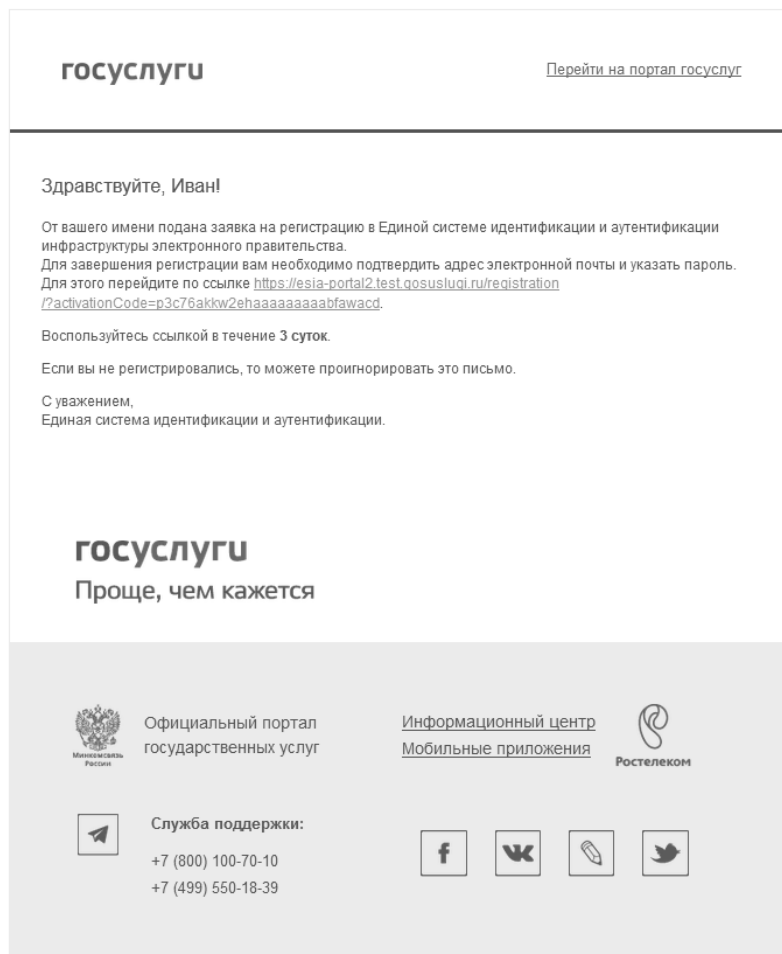 госуслуги
Перейти на портал госуслуг
Здравствуйте, Иван!
От вашего имени подана заявка на регистрацию в Единой системе идентификации и аутентификации
инфраструктуры электронного правительства.
Для завершения регистрации вам необходимо подтвердить адрес электронной почты и указать пароль.
Для этого перейдите по ссылке https://esia-portal2.test.gosuslugi.ru/registration
/?activationCode=p3c76akkw2ehaaaaaaaaabfawacd.
Воспользуйтесь ссылкой в течение 3 суток.
Если вы не регистрировались, то можете проигнорировать это письмо.
С уважением,
Единая система идентификации и аутентификации.
госуслуги
Проще, чем кажется
Минкомсвязь
России
Официальный портал
государственных услуг
Информационный центр
Мобильные приложения
Ростелеком
Служба поддержки:
+7 (800) 100-70-10
+7 (499) 550-18-39